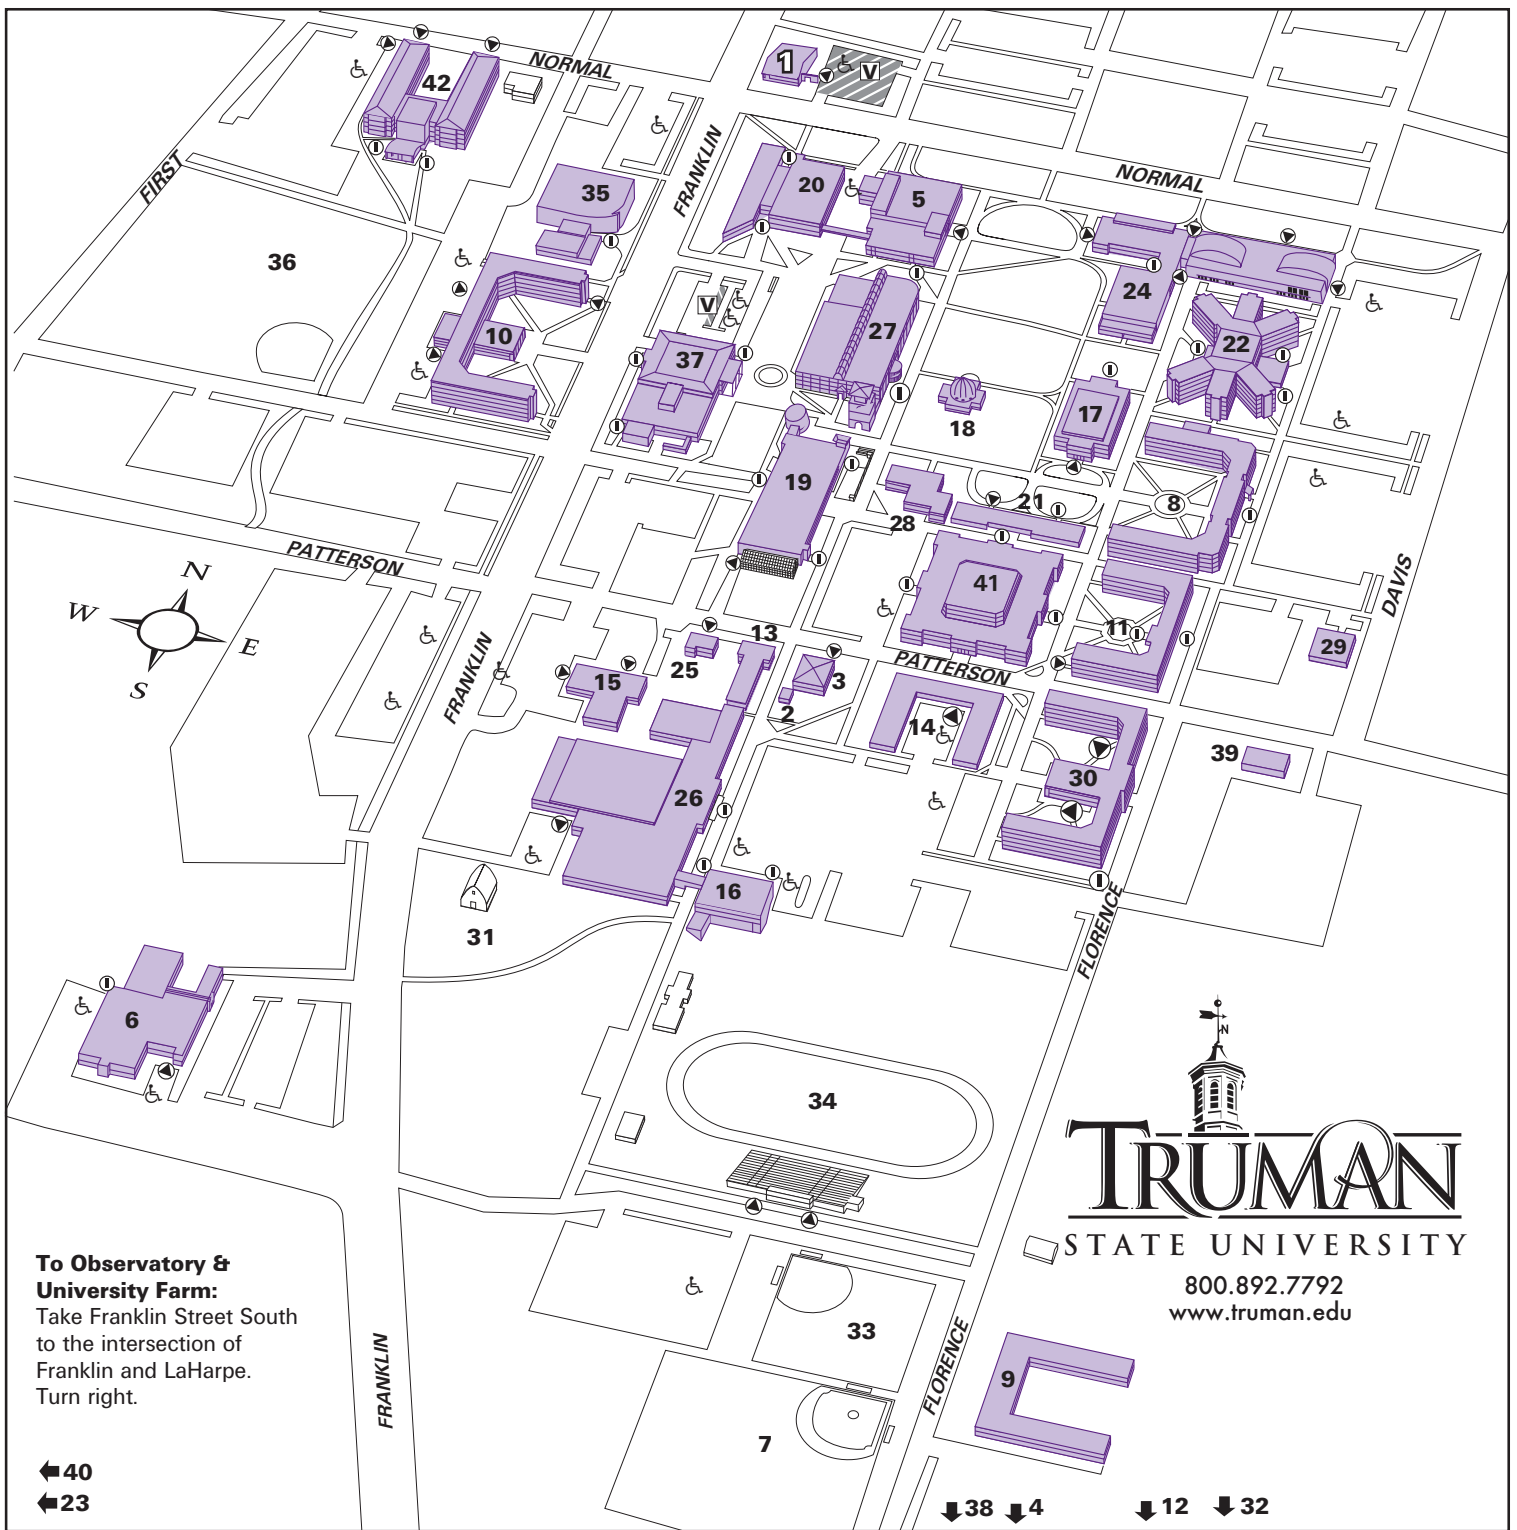 1
V
NORMAL
42
FRANKLIN
FIRST
20
5
NORMAL
35
36
24
V
10
37
27
22
18
17
19
8
21
28
PATTERSON
41
DAVIS
N
W
E
S
13
11
29
25
PATTERSON
FRANKLIN
15
3
2
14
39
30
26
16
31
FLORENCE
6
N
34
TRUMAN
STATE UNIVERSITY
800.892.7792
www.truman.edu
To Observatory &
University Farm:
Take Franklin Street South
to the intersection of
Franklin and LaHarpe.
Turn right.
33
FLORENCE
FRANKLIN
9
7
40
23
38 4 12 32